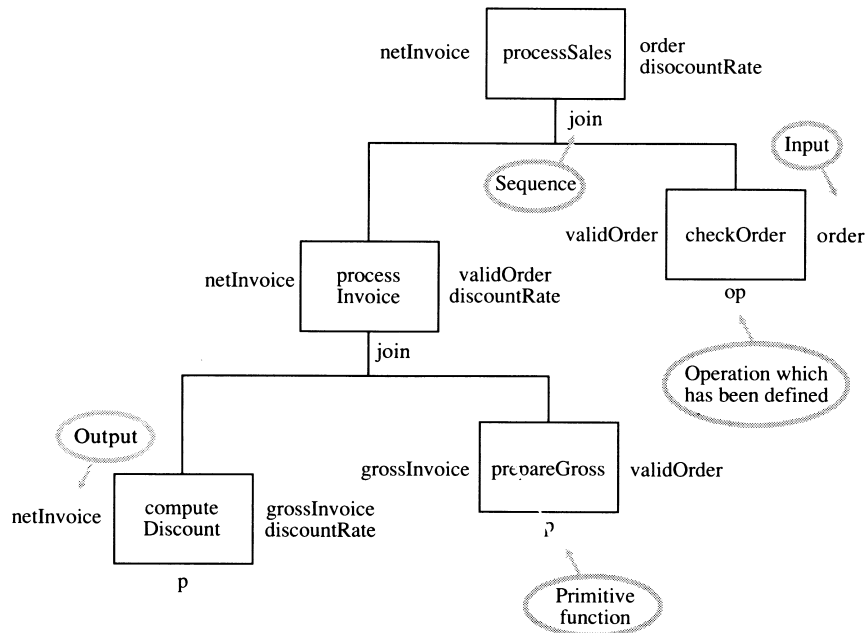 netInvoice
processSales
order
disocountRate
join
Input
Sequence
validOrder
checkOrder
order
op
netInvoice
process
Invoice
validOrder
discountRate
join
Operation which
has been defined
Output
grossInvoice
prepareGross
validOrder
netInvoice
compute
Discount
grossInvoice
discountRate
p
p
Primitive
function